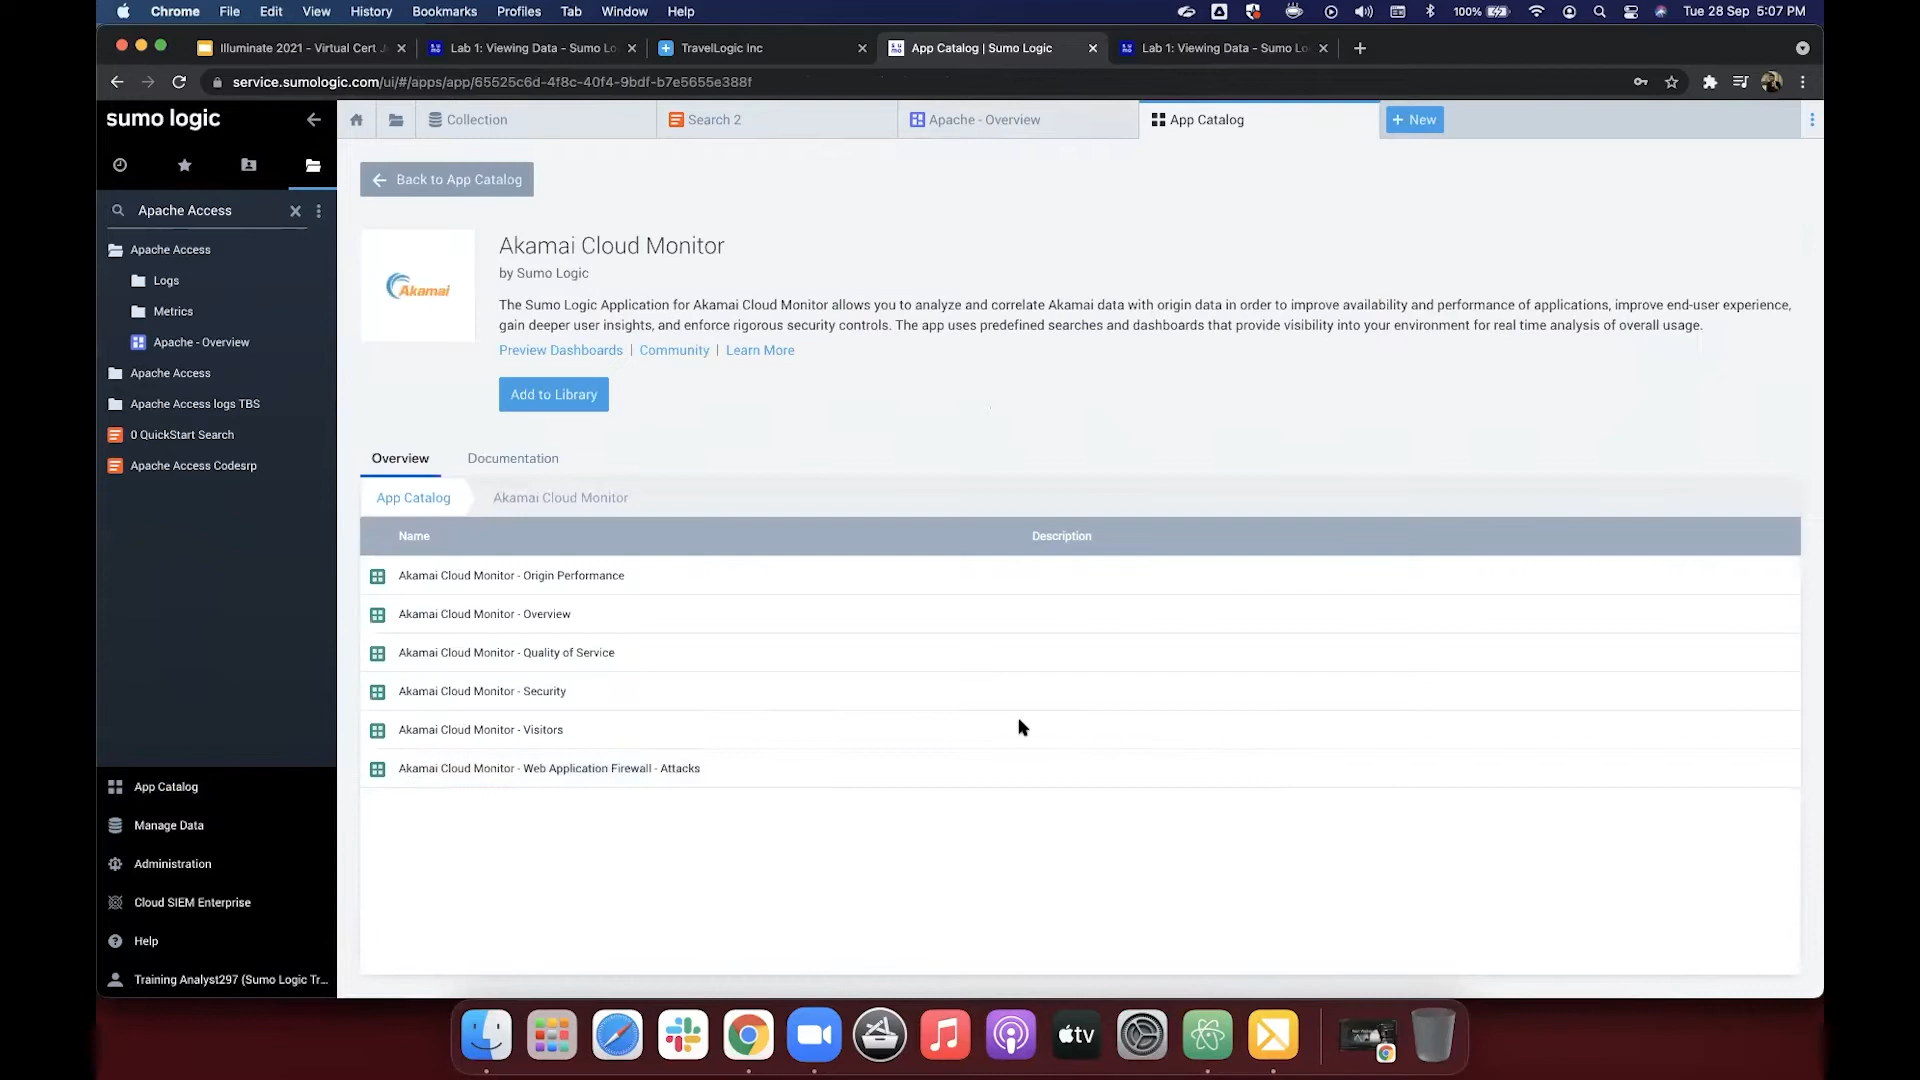 Chrome File Edit View History Bookmarks Profiles Tab Window Help 100% Tue 28 Sep 5:07 PM
Illuminate 2021 - Virtual Cert Lab 1: Viewing Data - Sumo Lo TravelLogic Inc App Catalog | Sumo Logic Lab 1: Viewing Data - Sumo Lo
service.sumologic.com/ui/#/apps/app/65525c6d-4f8c-40f4-9bdf-b7e5655e388f
sumo logic
Collection Search 2 Apache - Overview App Catalog + New
Back to App Catalog
Apache Access
Apache Access
Logs
Metrics
Apache - Overview
Apache Access
Apache Access logs TBS
0 QuickStart Search
Apache Access Codesrp
App Catalog
Manage Data
Administration
Cloud SIEM Enterprise
Help
Training Analyst297 (Sumo Logic Tr...
Akamai
Akamai Cloud Monitor
by Sumo Logic
The Sumo Logic Application for Akamai Cloud Monitor allows you to analyze and correlate Akamai data with origin data in order to improve availability and performance of applications, improve end-user experience,
gain deeper user insights, and enforce rigorous security controls. The app uses predefined searches and dashboards that provide visibility into your environment for real time analysis of overall usage.
Preview Dashboards | Community | Learn More
Add to Library
Overview Documentation
App Catalog Akamai Cloud Monitor
Name Description
Akamai Cloud Monitor - Origin Performance
Akamai Cloud Monitor - Overview
Akamai Cloud Monitor - Quality of Service
Akamai Cloud Monitor - Security
Akamai Cloud Monitor - Visitors
Akamai Cloud Monitor - Web Application Firewall - Attacks
tv